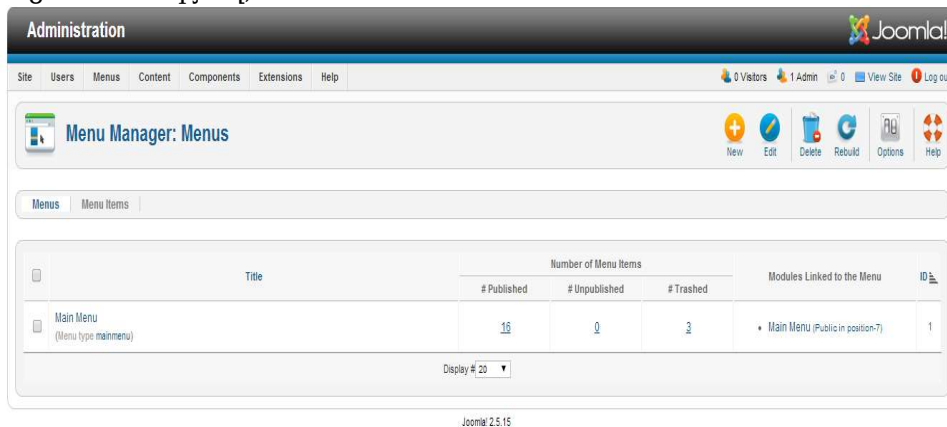 Administration Joomla!
Site Users Menus Content Components Extensions Help 0 Visitors 1 Admin 0 View Site Log ou
Menu Manager: Menus
New Edit Delete Rebuild Options Help
Menus Menu Items
Title Number of Menu Items Modules Linked to the Menu ID
# Published # Unpublished # Trashed
Main Menu
(Menu type mainmenu)
16 0 3 • Main Menu (Public in position-7) 1
Display # 20
Joomla! 2.5.15